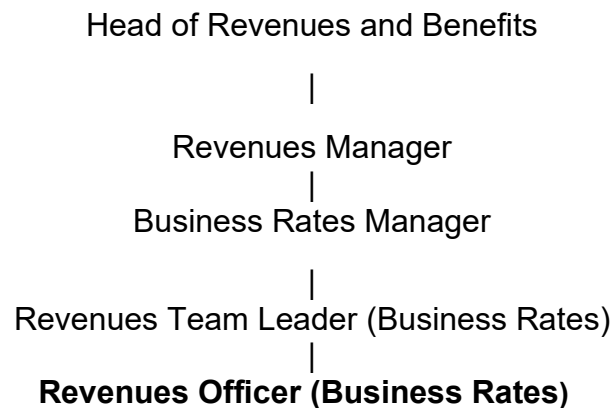 Head of Revenues and Benefits
|
Revenues Manager
|
Business Rates Manager
|
Revenues Team Leader (Business Rates)
|
Revenues Officer (Business Rates)